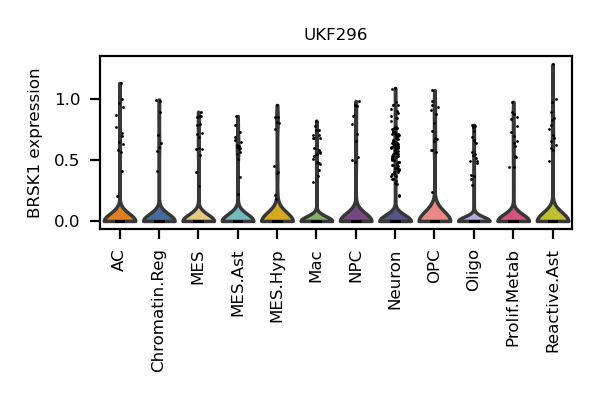 UKF296
BRSK1 expression
1.0
0.5
0.0
AC
Chromatin.Reg
MES
MES.Ast
MES.Hyp
Mac
NPC
Neuron
OPC
Oligo
Prolif.Metab
Reactive.Ast